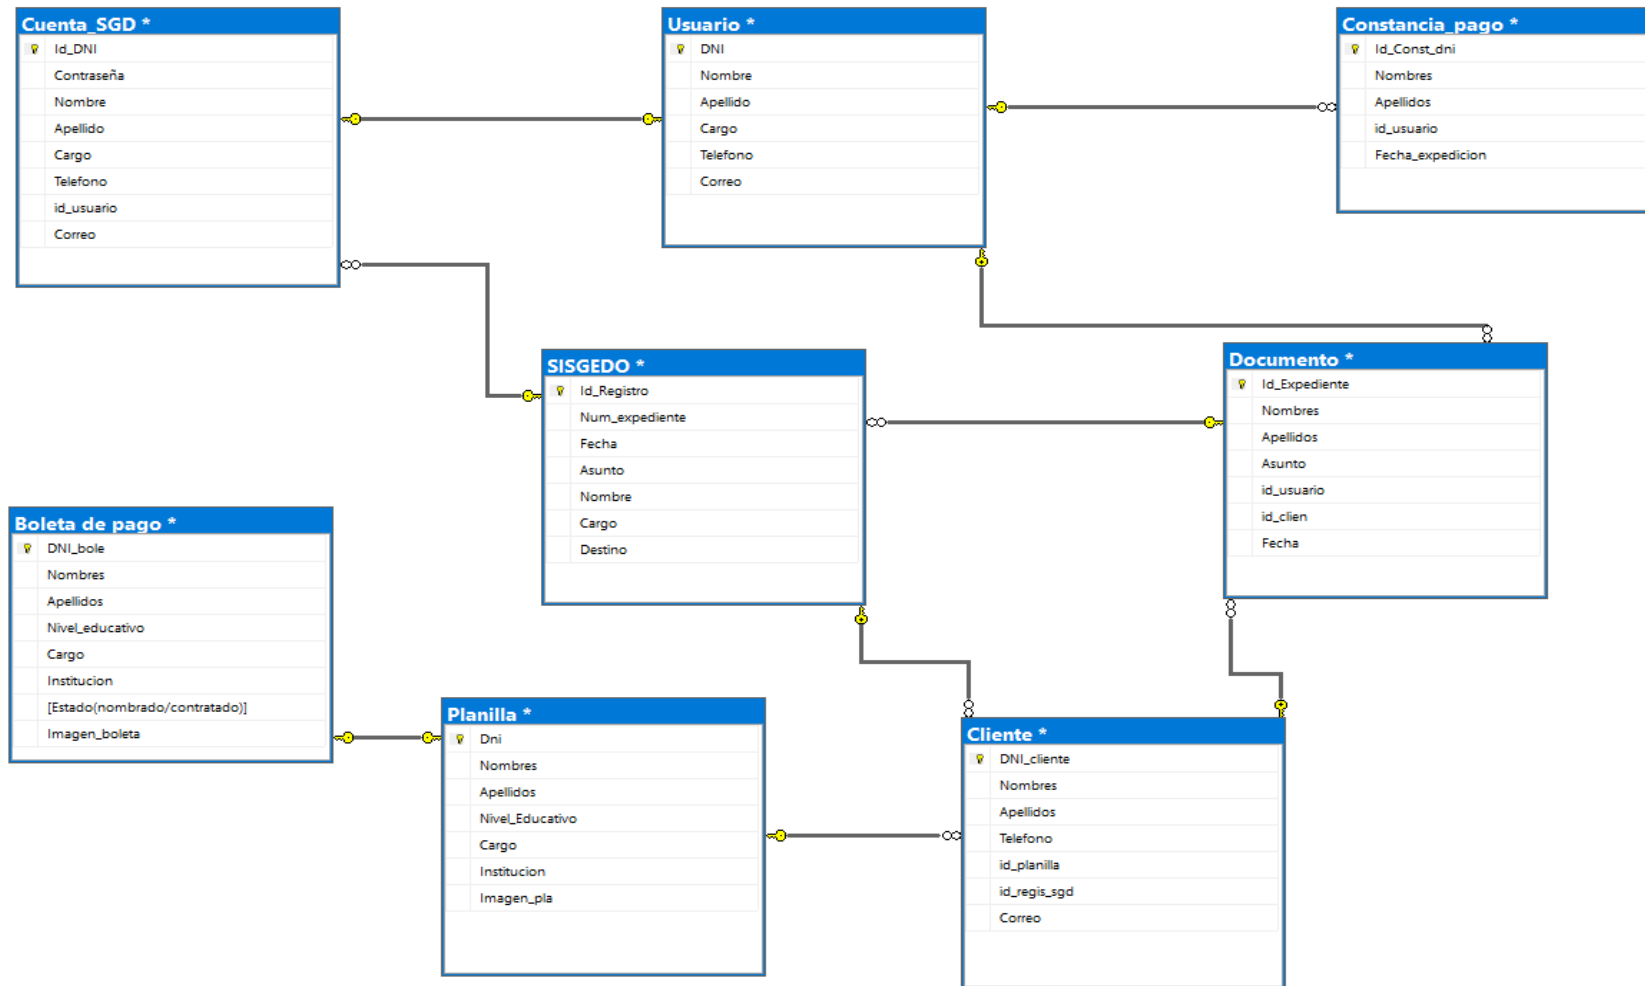 Cuenta_SGD *
Id_DNI
Contraseña
Nombre
Apellido
Cargo
Telefono
id_usuario
Correo
Usuario *
DNI
Nombre
Apellido
Cargo
Telefono
Correo
Constancia_pago *
Id_Const_dni
Nombres
Apellidos
id_usuario
Fecha_expedicion
SISGEDO *
Id_Registro
Num_expediente
Fecha
Asunto
Nombre
Cargo
Destino
Documento *
Id_Expediente
Nombres
Apellidos
Asunto
id_usuario
id_clien
Fecha
Boleta de pago *
DNI_bole
Nombres
Apellidos
Nivel_educativo
Cargo
Institucion
[Estado(nombrado/contratado)]
Imagen_boleta
Planilla *
Dni
Nombres
Apellidos
Nivel_Educativo
Cargo
Institucion
Imagen_pla
Cliente *
DNI_cliente
Nombres
Apellidos
Telefono
id_planilla
id_regis_sgd
Correo